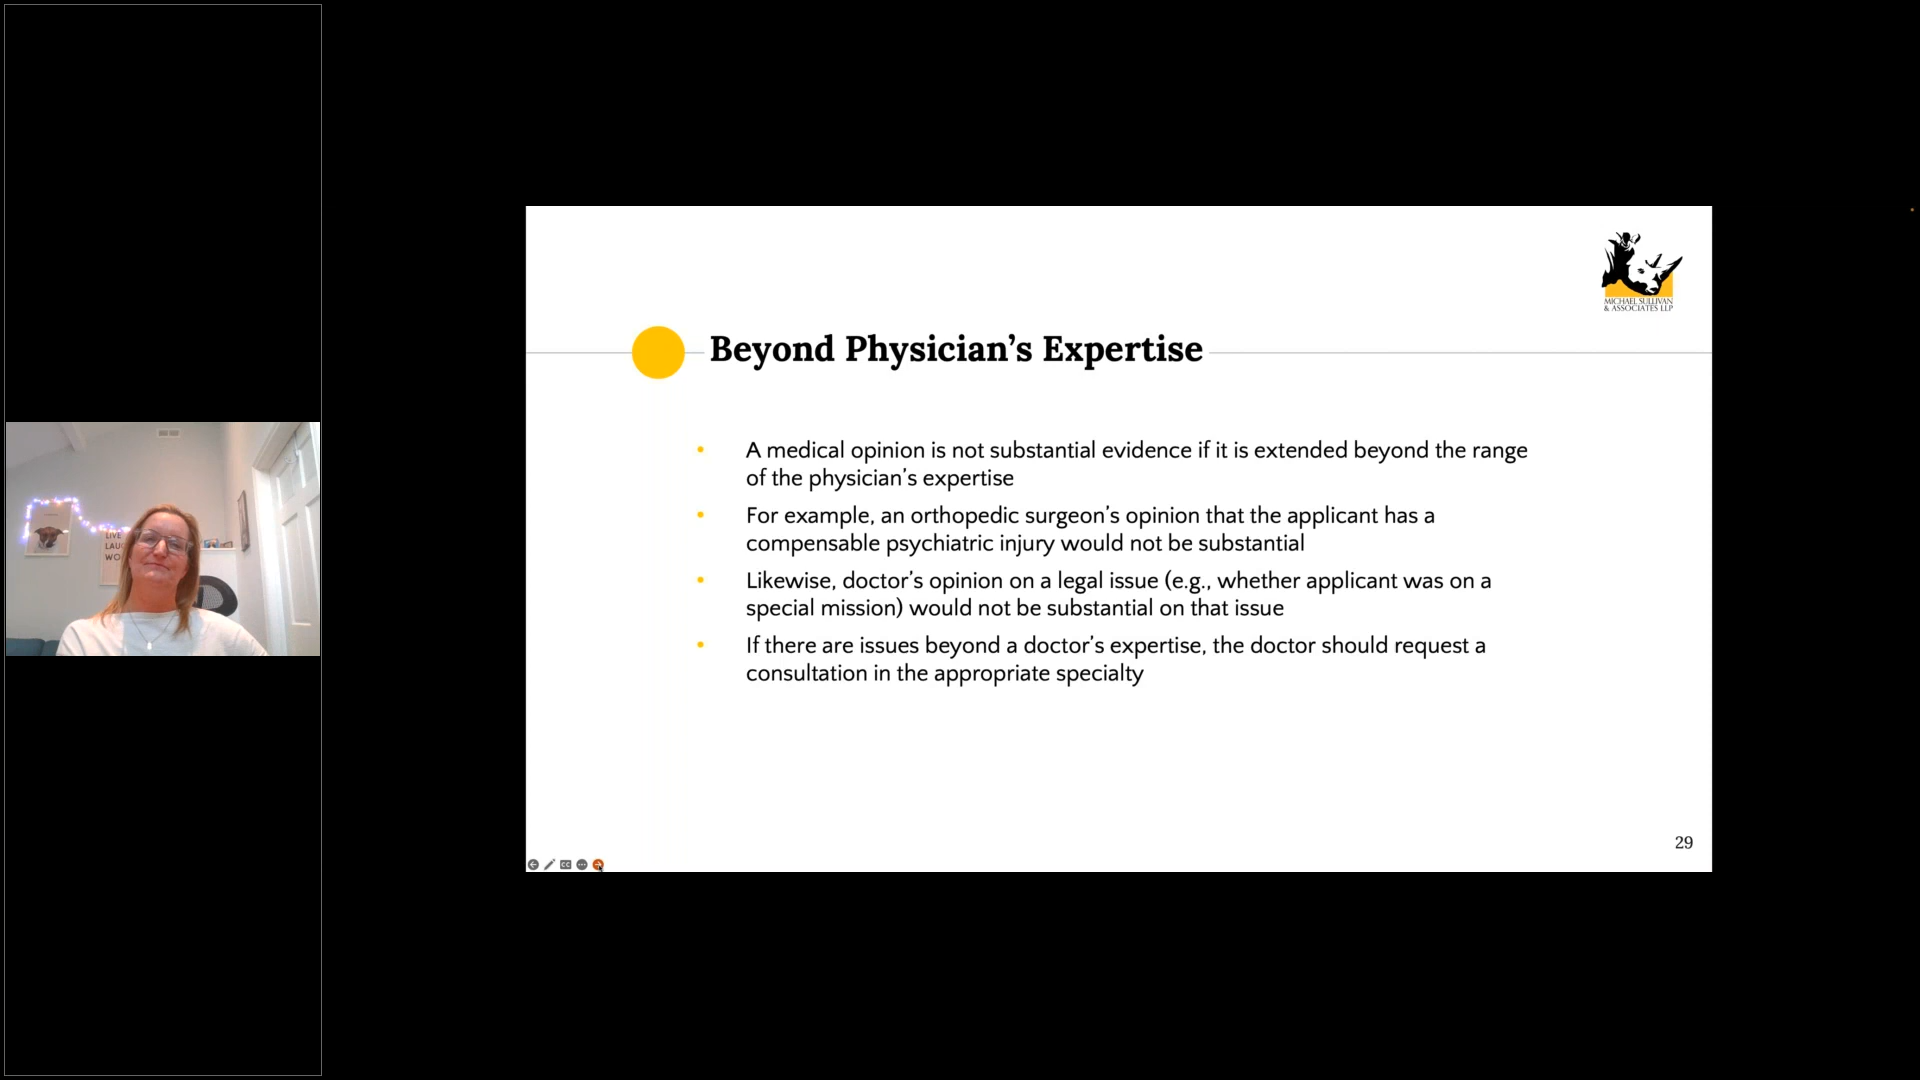 MICHAEL SULLIVAN
& ASSOCIATES LLP
Beyond Physician’s Expertise
• A medical opinion is not substantial evidence if it is extended beyond the range
of the physician’s expertise
• For example, an orthopedic surgeon’s opinion that the applicant has a
compensable psychiatric injury would not be substantial
• Likewise, doctor’s opinion on a legal issue (e.g., whether applicant was on a
special mission) would not be substantial on that issue
• If there are issues beyond a doctor’s expertise, the doctor should request a
consultation in the appropriate specialty
29
CC
LIVE
LAUG
WO